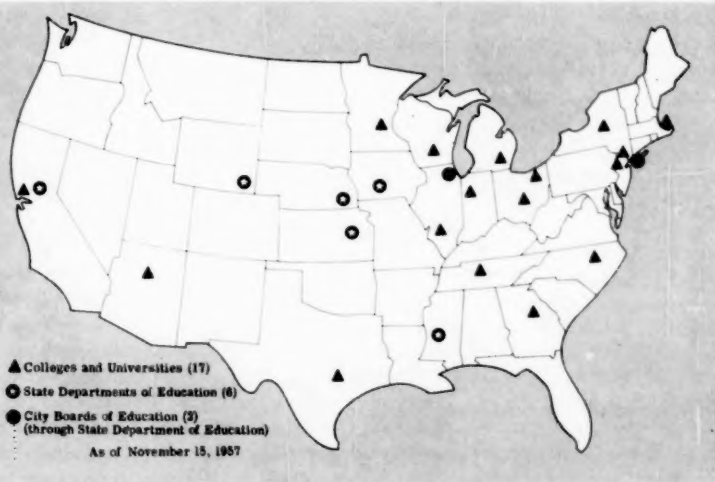 Colleges and Universities (17)
State Departments of Education (6)
City Boards of Education (2)
(through State Department of Education)
As of November 15, 1957